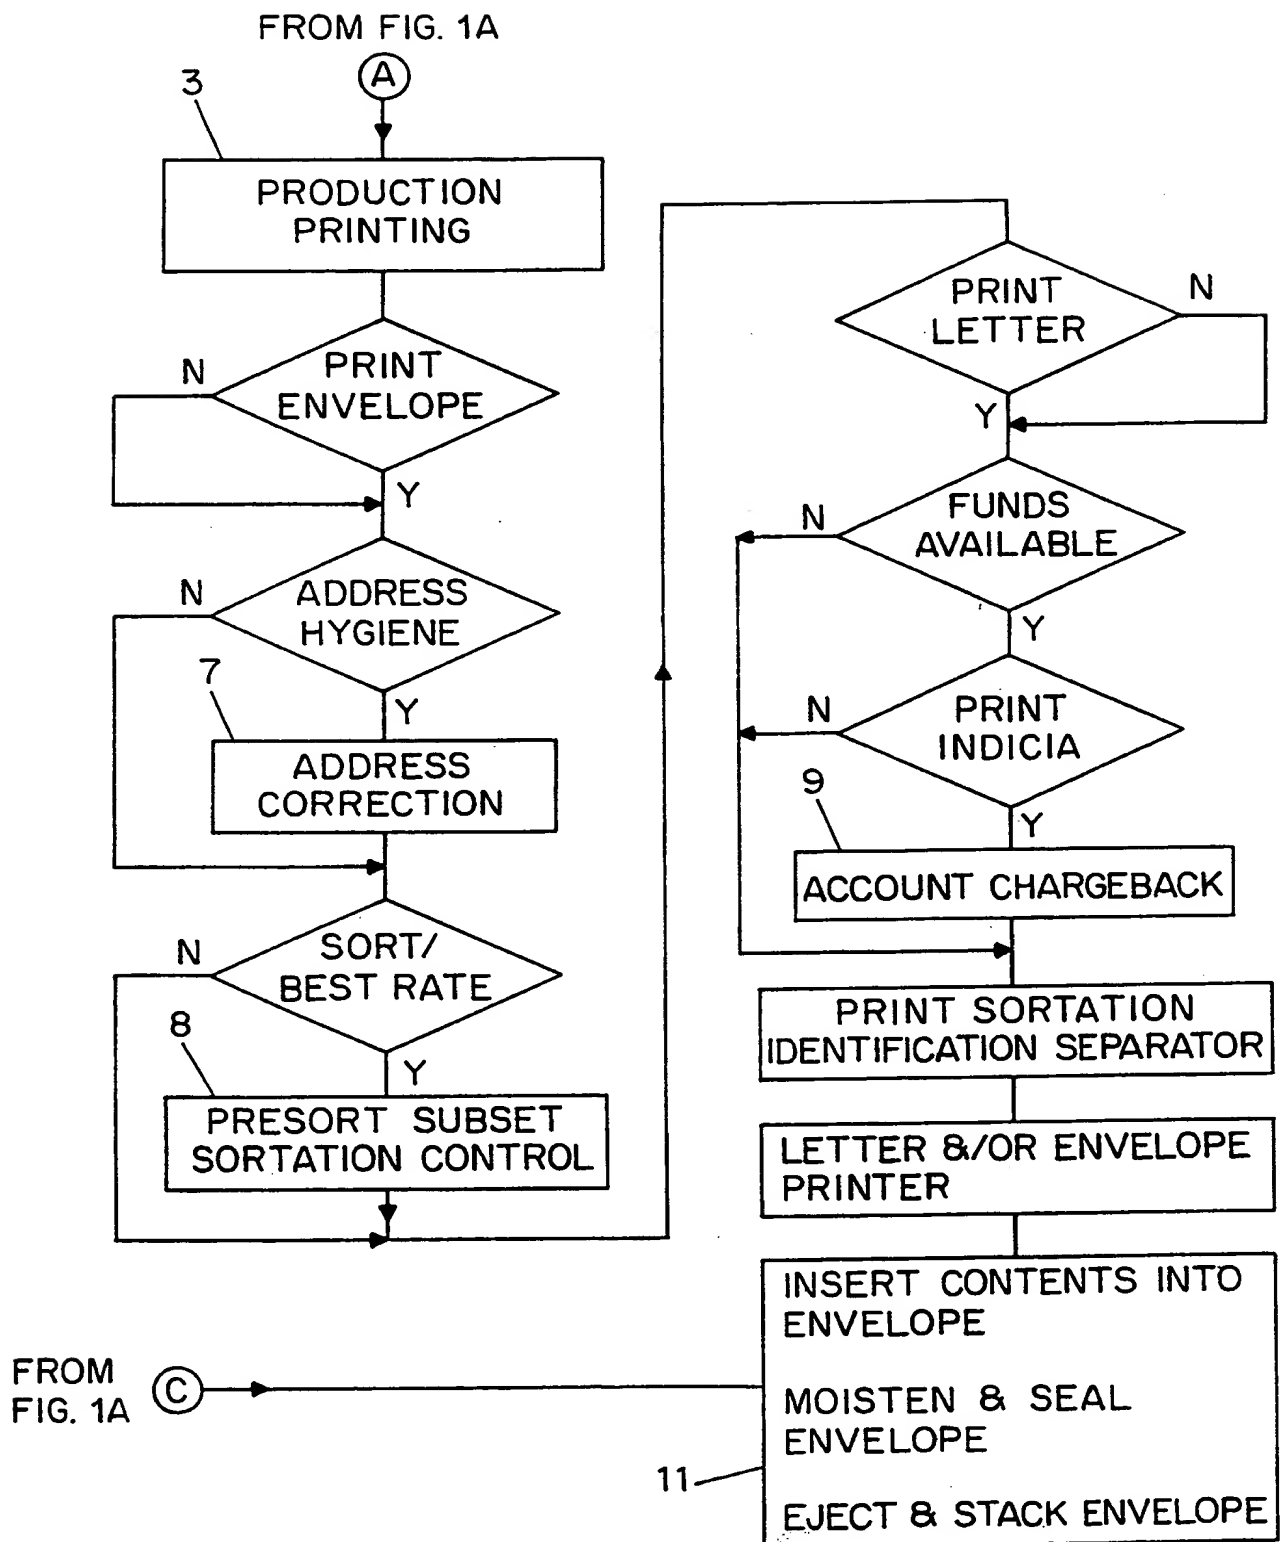 FROM FIG. 1A
A
3
PRODUCTION
PRINTING
N
PRINT
ENVELOPE
Y
N
ADDRESS
HYGIENE
7
Y
ADDRESS
CORRECTION
N
SORT/
BEST RATE
8
Y
PRESORT SUBSET
SORTATION CONTROL
PRINT
LETTER
N
Y
N
FUNDS
AVAILABLE
Y
N
PRINT
INDICIA
9
Y
ACCOUNT CHARGEBACK
PRINT SORTATION
IDENTIFICATION SEPARATOR
LETTER &/OR ENVELOPE
PRINTER
INSERT CONTENTS INTO
ENVELOPE
FROM
FIG. 1A
C
MOISTEN & SEAL
ENVELOPE
11
EJECT & STACK ENVELOPE